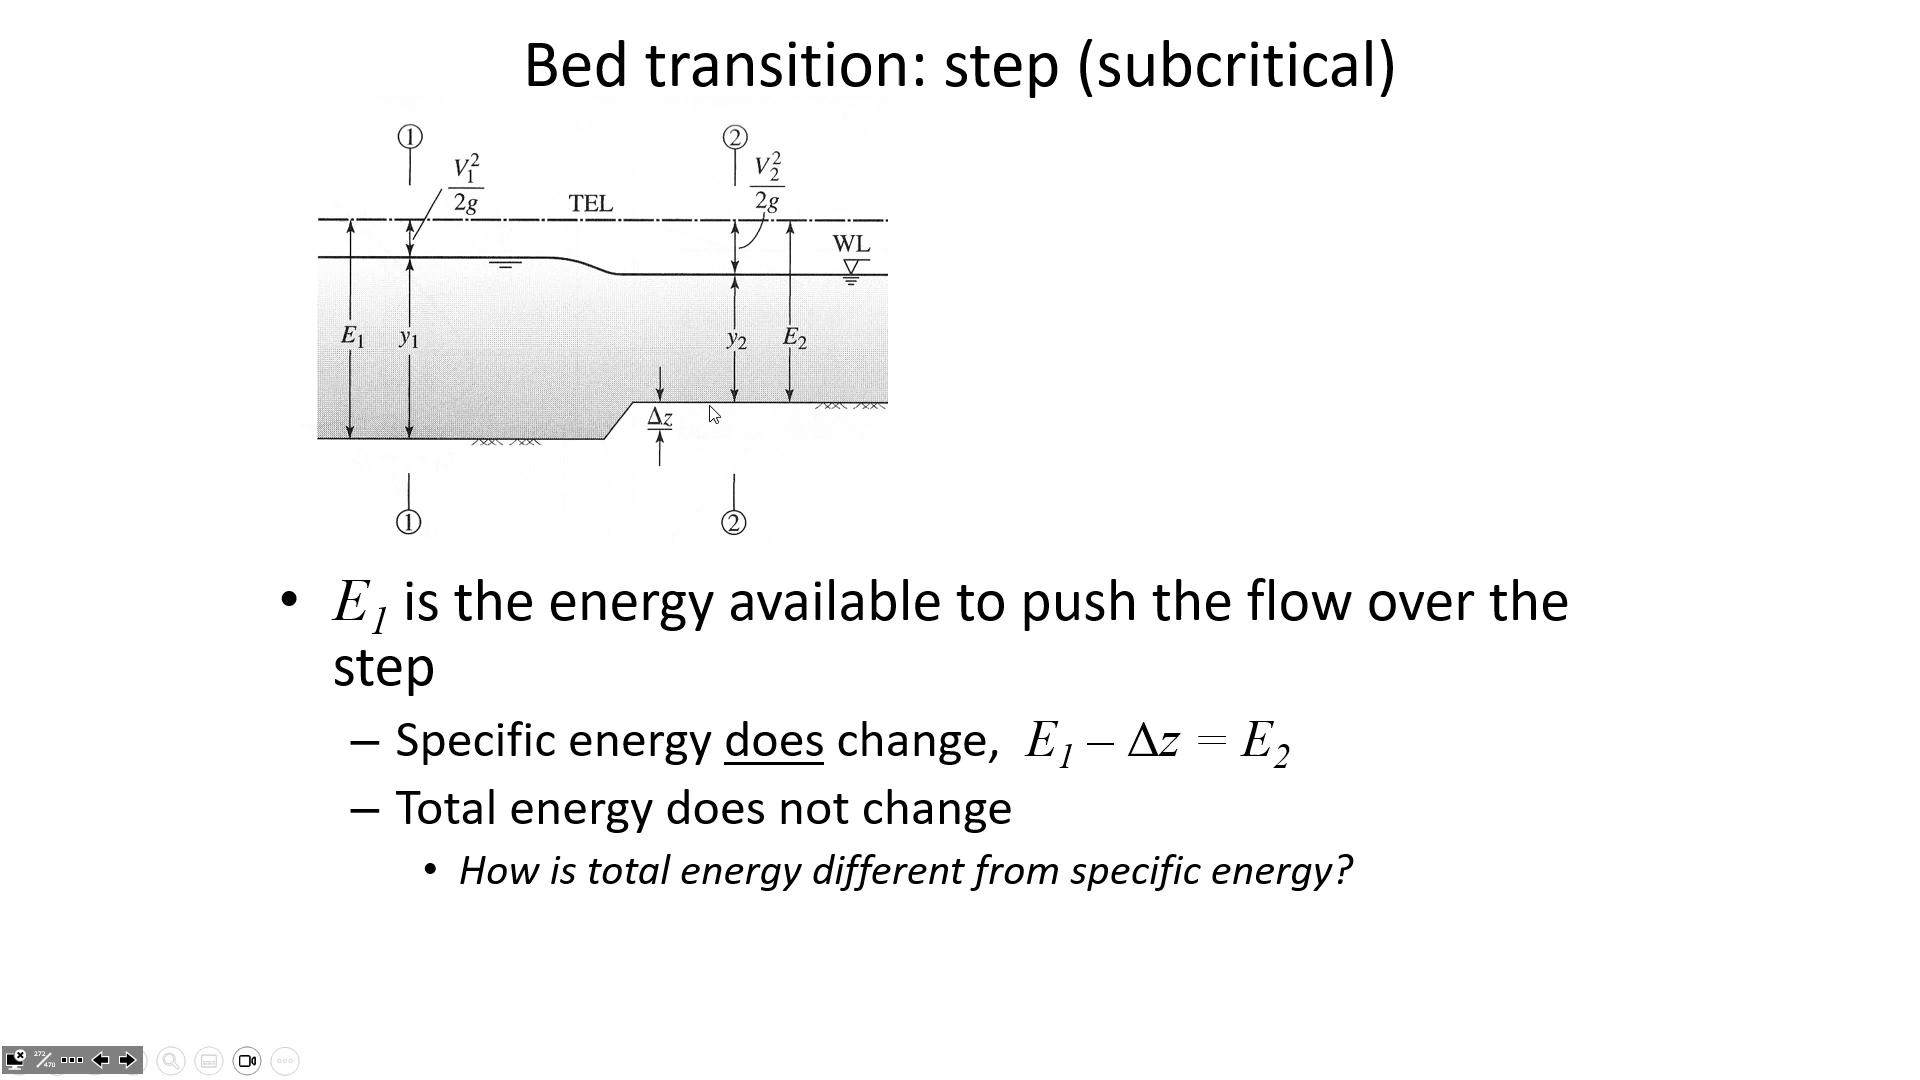 Bed transition: step (subcritical)
① ②
V₁²/2g V₂²/2g
TEL
WL
E₁ y₁ y₂ E₂
Δz
① ②
• E₁ is the energy available to push the flow over the
step
– Specific energy does change, E₁ – Δz = E₂
– Total energy does not change
• How is total energy different from specific energy?
272/470